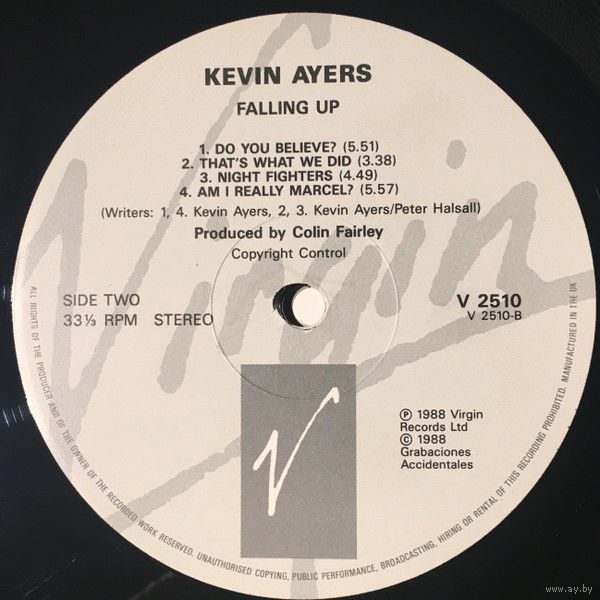 KEVIN AYERS
FALLING UP
1. DO YOU BELIEVE? (5.51)
2. THAT'S WHAT WE DID (3.38)
3. NIGHT FIGHTERS (4.49)
4. AM I REALLY MARCEL? (5.57)
(Writers: 1, 4. Kevin Ayers, 2, 3. Kevin Ayers/Peter Halsall)
Produced by Colin Fairley
Copyright Control
Virgin
SIDE TWO
33⅓ RPM STEREO
V 2510
V 2510-B
V
Ⓟ 1988 Virgin
Records Ltd
© 1988
Grabaciones
Accidentales
ALL RIGHTS OF THE PRODUCER AND OF THE OWNER OF THE RECORDED WORK RESERVED. UNAUTHORISED COPYING, PUBLIC PERFORMANCE, BROADCASTING, HIRING OR RENTAL OF THIS RECORDING PROHIBITED. MANUFACTURED IN THE UK
www.ay.by